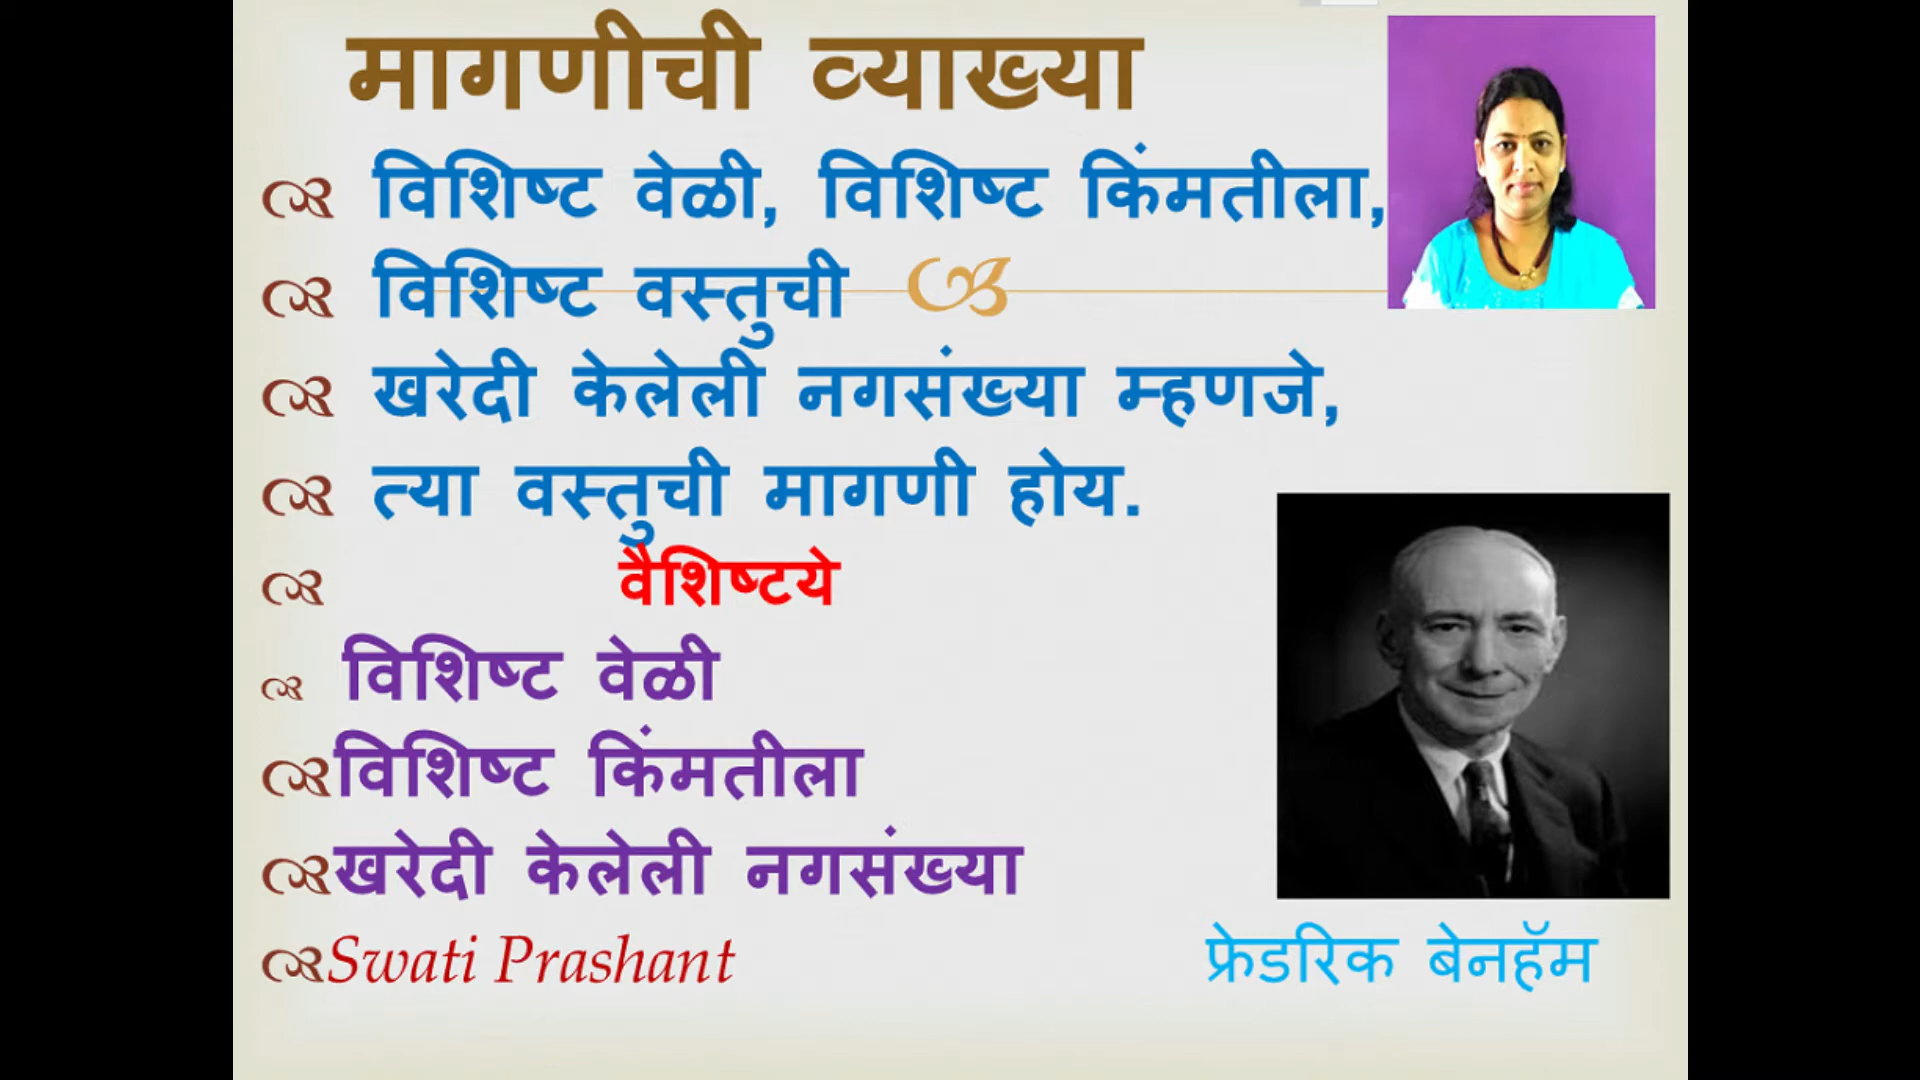 मागणीची व्याख्या
विशिष्ट वेळी, विशिष्ट किंमतीला,
विशिष्ट वस्तुची
खरेदी केलेली नगसंख्या म्हणजे,
त्या वस्तुची मागणी होय.
वैशिष्टये
विशिष्ट वेळी
विशिष्ट किंमतीला
खरेदी केलेली नगसंख्या
Swati Prashant
फ्रेडरिक बेनहॅम